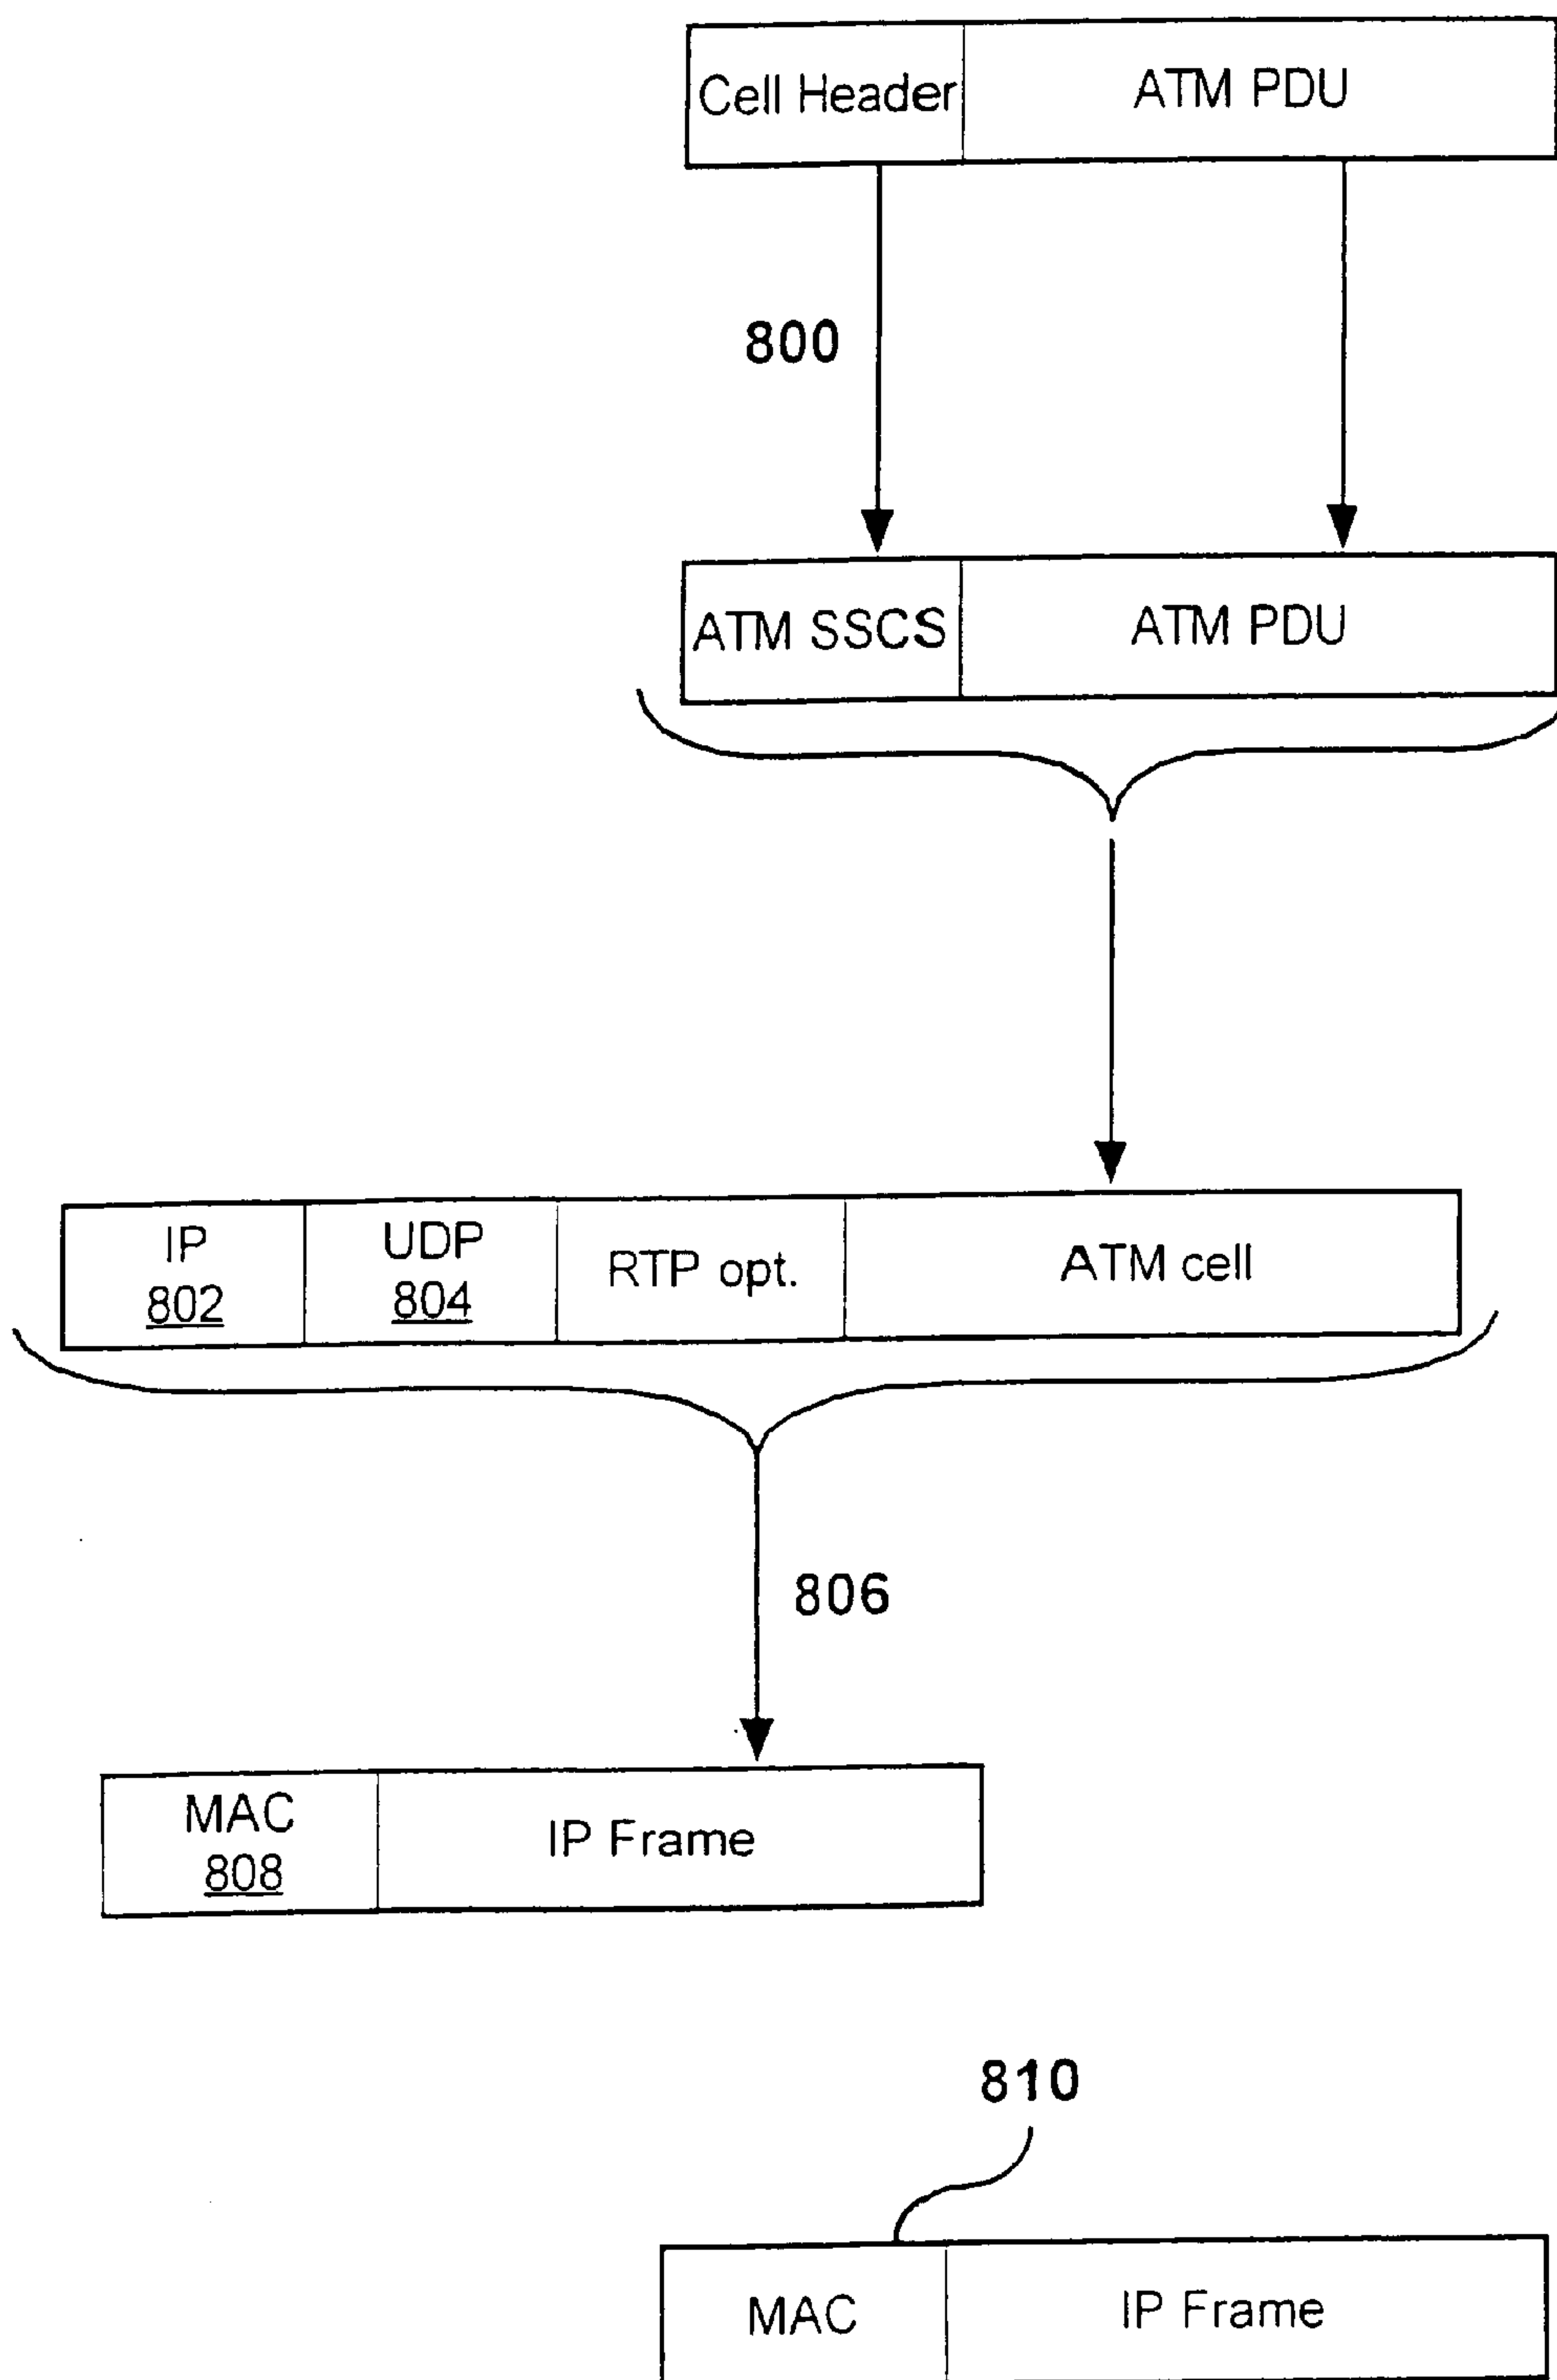 Cell Header ATM PDU
800
ATM SSCS ATM PDU
IP UDP RTP opt. ATM cell
802 804
806
MAC IP Frame
808
810
MAC IP Frame